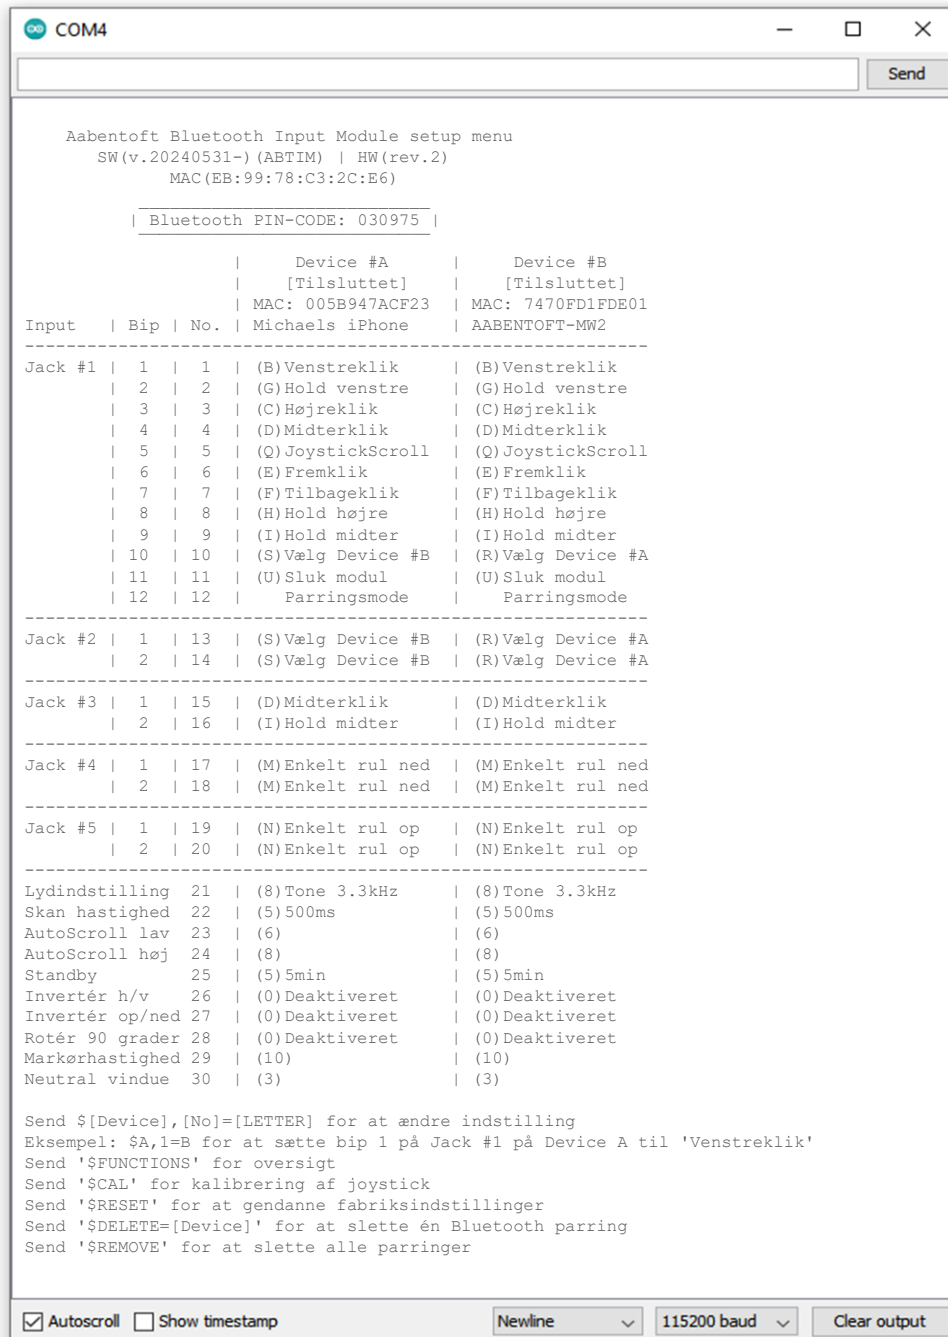 COM4
Send
Aabentoft Bluetooth Input Module setup menu
SW(v.20240531-)(ABTIM) | HW(rev.2)
MAC(EB:99:78:C3:2C:E6)
| Bluetooth PIN-CODE: 030975 |
| Device #A | Device #B
| [Tilsluttet] | [Tilsluttet]
| MAC: 005B947ACF23 | MAC: 7470FD1FDE01
Input | Bip | No. | Michaels iPhone | AABENTOFT-MW2
------------------------------------------------------------
Jack #1 | 1 | 1 | (B)Venstreklik | (B)Venstreklik
| 2 | 2 | (G)Hold venstre | (G)Hold venstre
| 3 | 3 | (C)Højreklik | (C)Højreklik
| 4 | 4 | (D)Midterklik | (D)Midterklik
| 5 | 5 | (Q)JoystickScroll | (Q)JoystickScroll
| 6 | 6 | (E)Fremklik | (E)Fremklik
| 7 | 7 | (F)Tilbageklik | (F)Tilbageklik
| 8 | 8 | (H)Hold højre | (H)Hold højre
| 9 | 9 | (I)Hold midter | (I)Hold midter
| 10 | 10 | (S)Vælg Device #B | (R)Vælg Device #A
| 11 | 11 | (U)Sluk modul | (U)Sluk modul
| 12 | 12 | Parringsmode | Parringsmode
------------------------------------------------------------
Jack #2 | 1 | 13 | (S)Vælg Device #B | (R)Vælg Device #A
| 2 | 14 | (S)Vælg Device #B | (R)Vælg Device #A
------------------------------------------------------------
Jack #3 | 1 | 15 | (D)Midterklik | (D)Midterklik
| 2 | 16 | (I)Hold midter | (I)Hold midter
------------------------------------------------------------
Jack #4 | 1 | 17 | (M)Enkelt rul ned | (M)Enkelt rul ned
| 2 | 18 | (M)Enkelt rul ned | (M)Enkelt rul ned
------------------------------------------------------------
Jack #5 | 1 | 19 | (N)Enkelt rul op | (N)Enkelt rul op
| 2 | 20 | (N)Enkelt rul op | (N)Enkelt rul op
------------------------------------------------------------
Lydindstilling 21 | (8)Tone 3.3kHz | (8)Tone 3.3kHz
Skan hastighed 22 | (5)500ms | (5)500ms
AutoScroll lav 23 | (6) | (6)
AutoScroll høj 24 | (8) | (8)
Standby 25 | (5)5min | (5)5min
Invertér h/v 26 | (0)Deaktiveret | (0)Deaktiveret
Invertér op/ned 27 | (0)Deaktiveret | (0)Deaktiveret
Rotér 90 grader 28 | (0)Deaktiveret | (0)Deaktiveret
Markørhastighed 29 | (10) | (10)
Neutral vindue 30 | (3) | (3)
Send $[Device],[No]=[LETTER] for at ændre indstilling
Eksempel: $A,1=B for at sætte bip 1 på Jack #1 på Device A til 'Venstreklik'
Send '$FUNCTIONS' for oversigt
Send '$CAL' for kalibrering af joystick
Send '$RESET' for at gendanne fabriksindstillinger
Send '$DELETE=[Device]' for at slette én Bluetooth parring
Send '$REMOVE' for at slette alle parringer
Autoscroll Show timestamp Newline 115200 baud Clear output